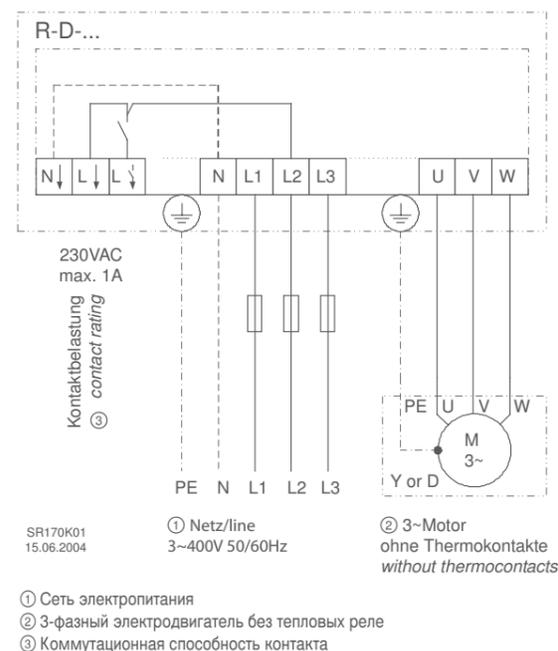 R-D-...
N L L N L1 L2 L3 U V W
230VAC
max. 1A
Kontaktbelastung
contact rating
③
PE U V W
M
3~
Y or D
PE N L1 L2 L3
SR170K01
15.06.2004
① Netz/line
3~400V 50/60Hz
② 3~Motor
ohne Thermokontakte
without thermocontacts
① Сеть электропитания
② 3-фазный электродвигатель без тепловых реле
③ Коммутационная способность контакта